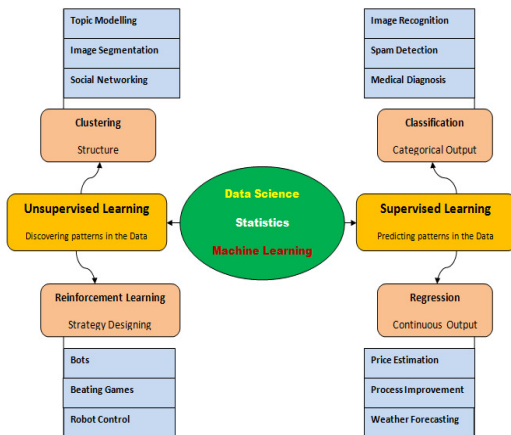 Topic Modelling
Image Segmentation
Social Networking
Clustering
Structure
Unsupervised Learning
Discovering patterns in the Data
Reinforcement Learning
Strategy Designing
Bots
Beating Games
Robot Control
Data Science
Statistics
Machine Learning
Image Recognition
Spam Detection
Medical Diagnosis
Classification
Categorical Output
Supervised Learning
Predicting patterns in the Data
Regression
Continuous Output
Price Estimation
Process Improvement
Weather Forecasting